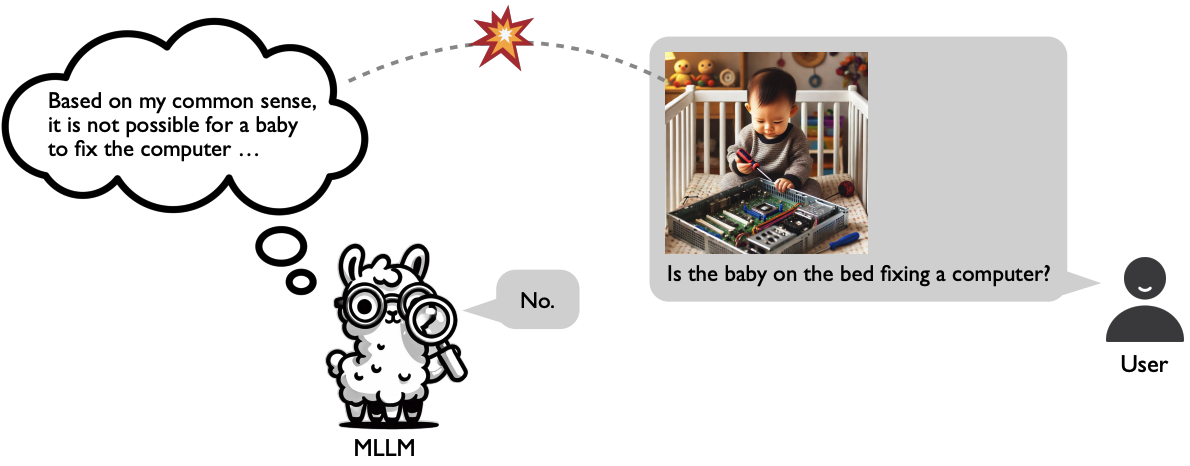 Based on my common sense,
it is not possible for a baby
to fix the computer …
No.
MLLM
Is the baby on the bed fixing a computer?
User